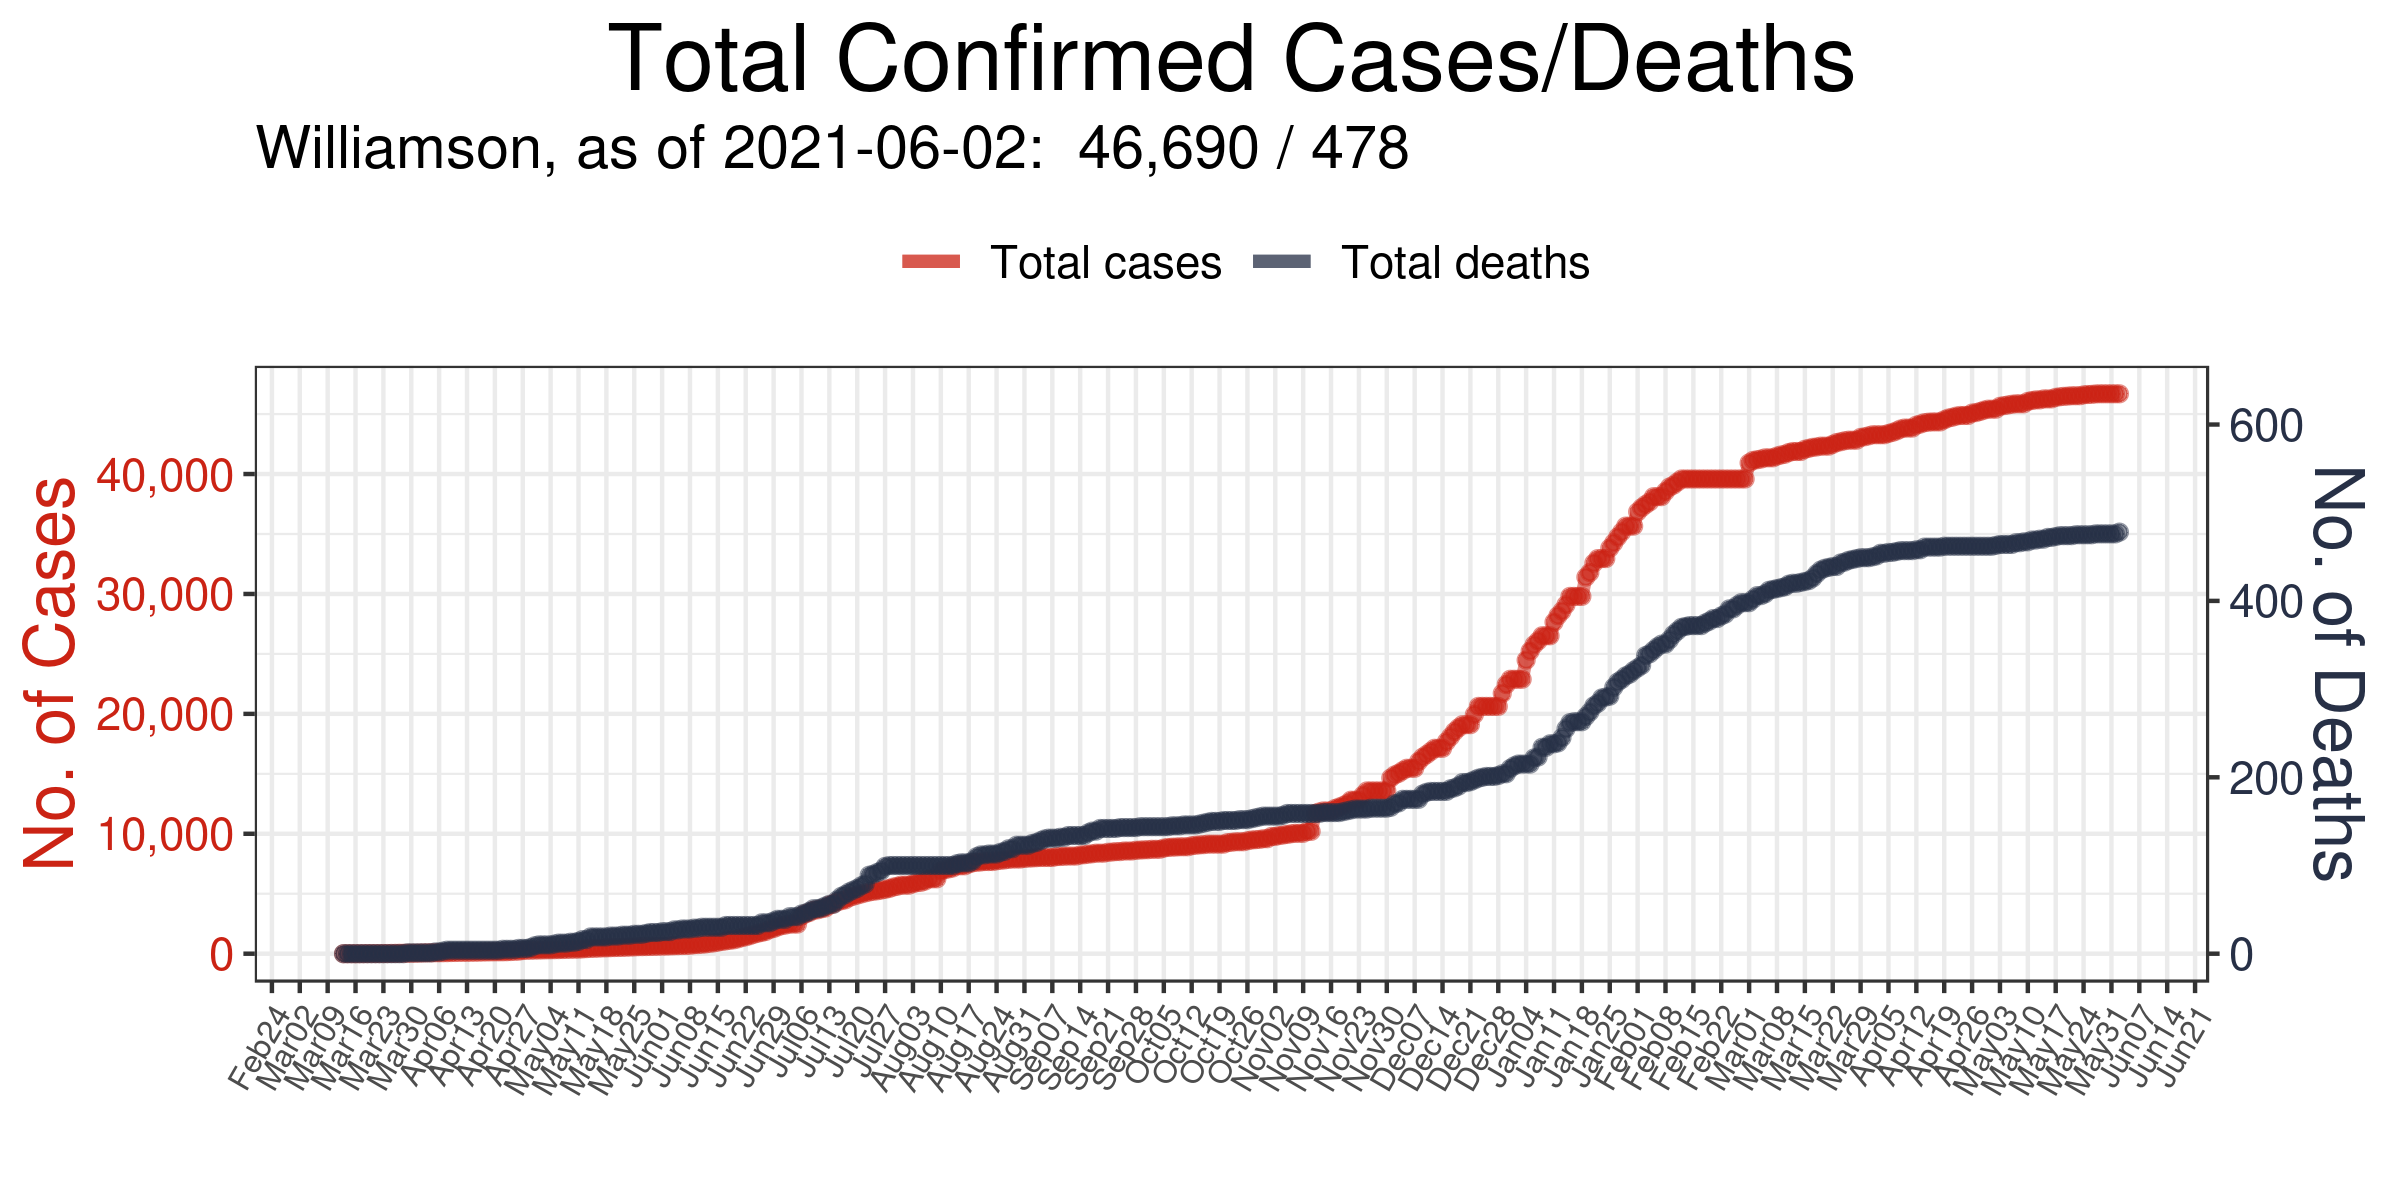 Total Confirmed Cases/Deaths
Williamson, as of 2021-06-02:  46,690 / 478
Total cases
Total deaths
No. of Cases
40,000
30,000
20,000
10,000
0
600
400
200
0
No. of Deaths
Feb24
Mar02
Mar09
Mar16
Mar23
Mar30
Apr06
Apr13
Apr20
Apr27
May04
May11
May18
May25
Jun01
Jun08
Jun15
Jun22
Jun29
Jul06
Jul13
Jul20
Jul27
Aug03
Aug10
Aug17
Aug24
Aug31
Sep07
Sep14
Sep21
Sep28
Oct05
Oct12
Oct19
Oct26
Nov02
Nov09
Nov16
Nov23
Nov30
Dec07
Dec14
Dec21
Dec28
Jan04
Jan11
Jan18
Jan25
Feb01
Feb08
Feb15
Feb22
Mar01
Mar08
Mar15
Mar22
Mar29
Apr05
Apr12
Apr19
Apr26
May03
May10
May17
May24
May31
Jun07
Jun14
Jun21